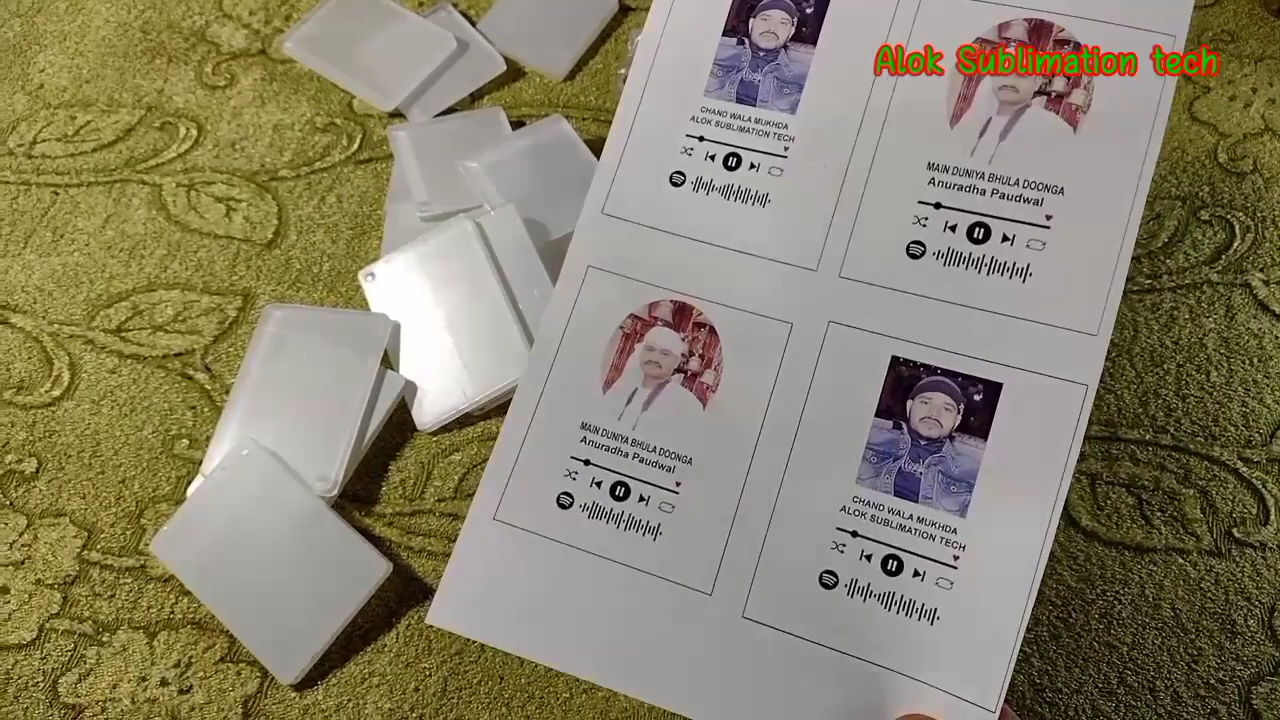 Alok Sublimation tech
CHAND WALA MUKHDA
ALOK SUBLIMATION TECH
MAIN DUNIYA BHULA DOONGA
Anuradha Paudwal
MAIN DUNIYA BHULA DOONGA
Anuradha Paudwal
CHAND WALA MUKHDA
ALOK SUBLIMATION TECH